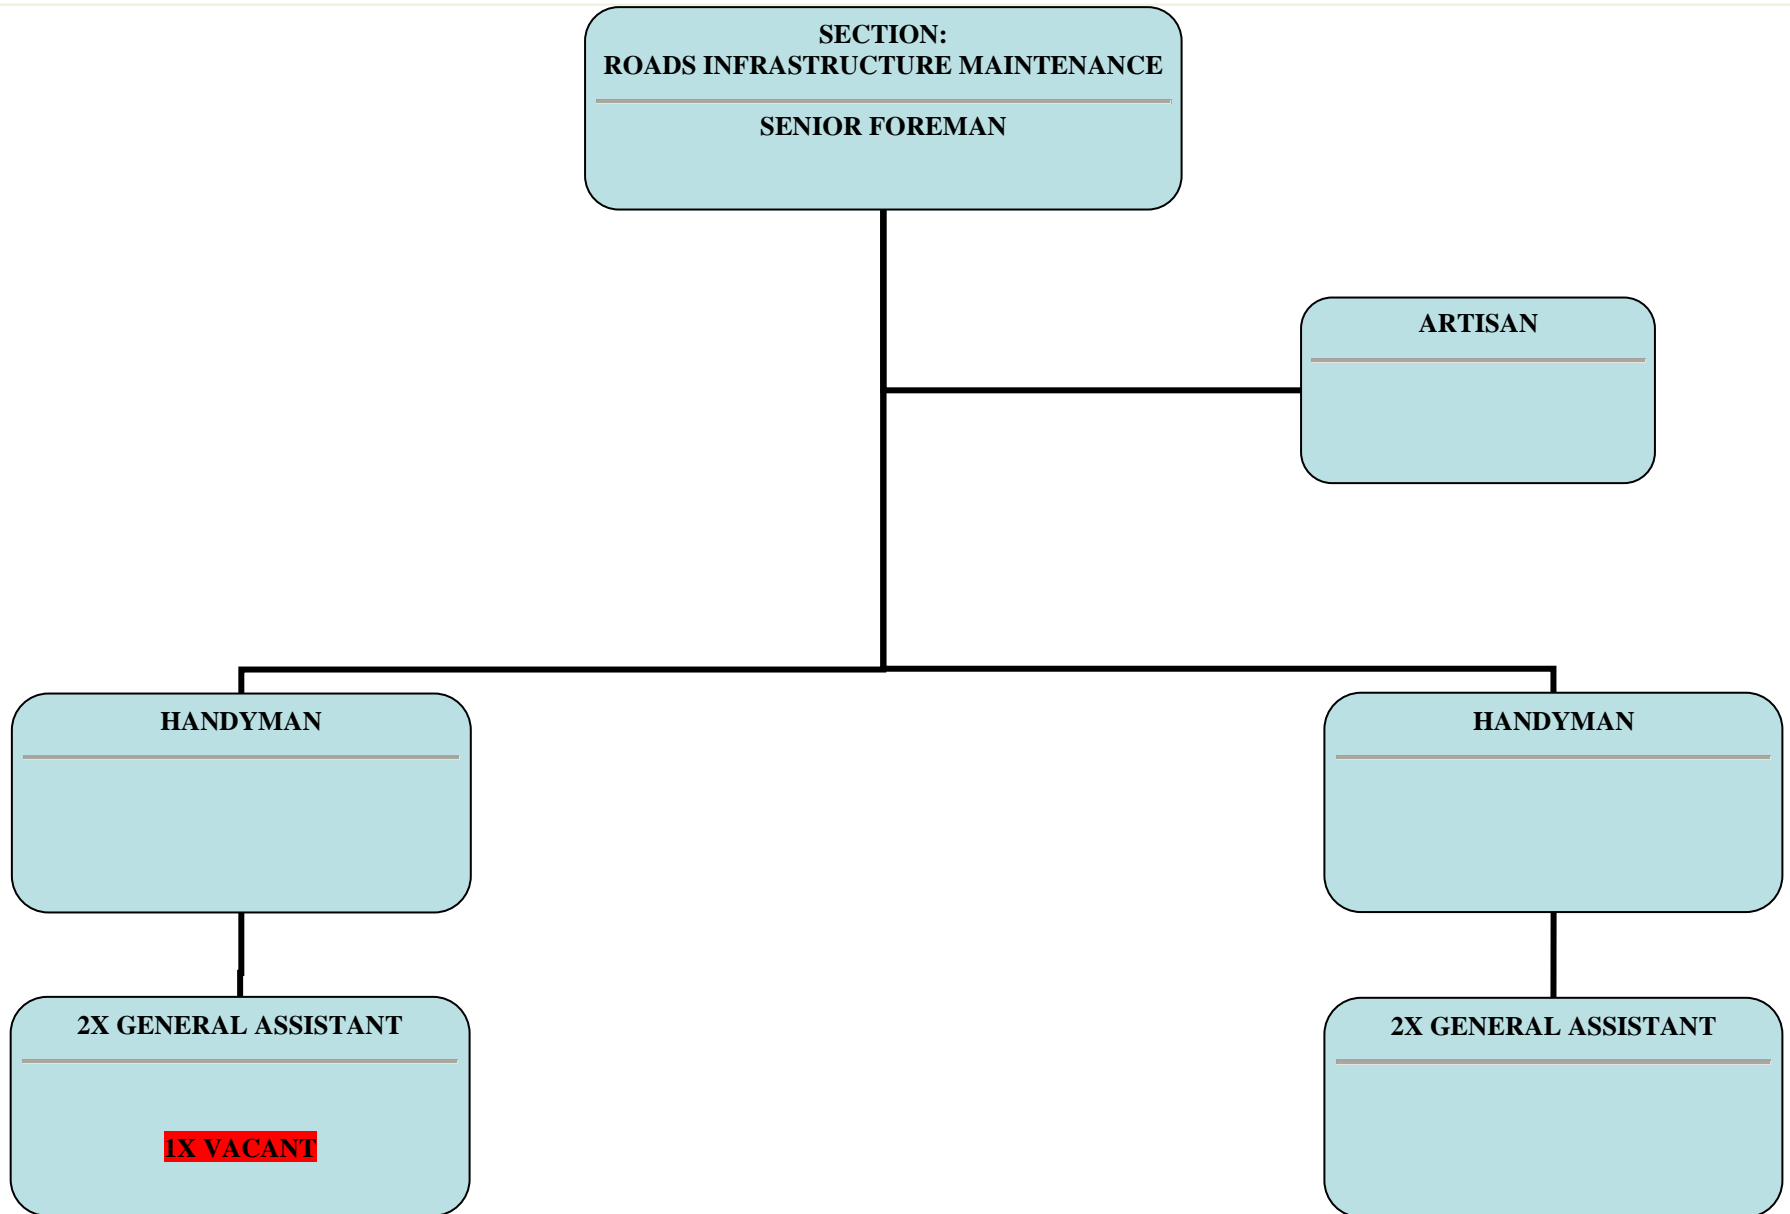 SECTION:
ROADS INFRASTRUCTURE MAINTENANCE
SENIOR FOREMAN
ARTISAN
HANDYMAN
HANDYMAN
2X GENERAL ASSISTANT
1X VACANT
2X GENERAL ASSISTANT